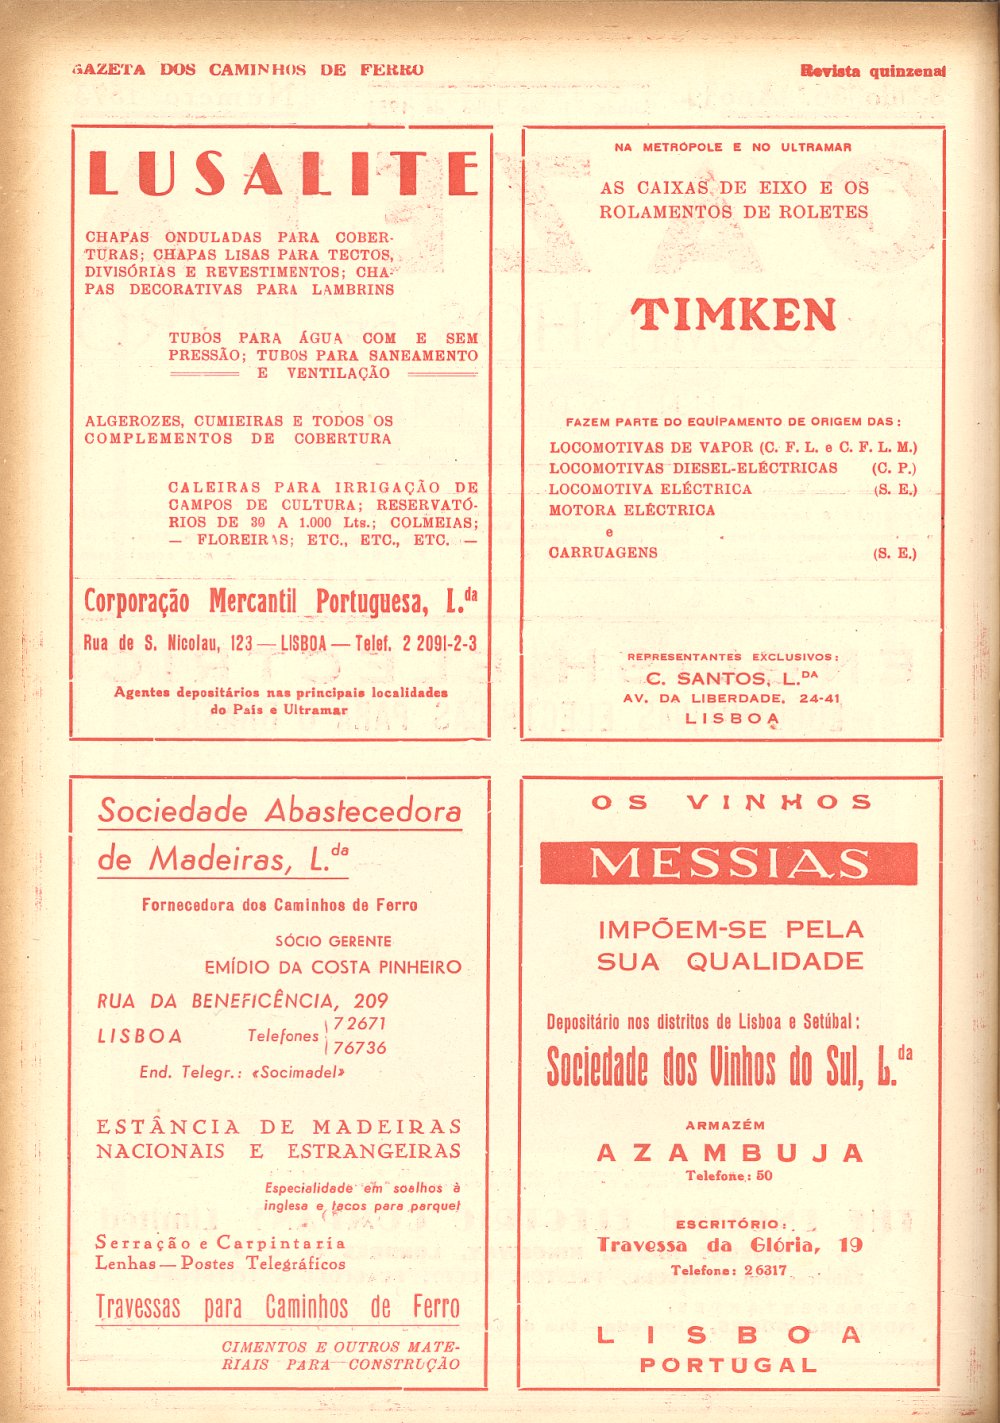 GAZETA DOS CAMINHOS DE FERRO
Revista quinzenal
LUSALITE
CHAPAS ONDULADAS PARA COBER-
TURAS; CHAPAS LISAS PARA TECTOS,
DIVISÓRIAS E REVESTIMENTOS; CHA-
PAS DECORATIVAS PARA LAMBRINS
TUBOS PARA ÁGUA COM E SEM
PRESSÃO; TUBOS PARA SANEAMENTO
E VENTILAÇÃO
ALGEROZES, CUMIEIRAS E TODOS OS
COMPLEMENTOS DE COBERTURA
CALEIRAS PARA IRRIGAÇÃO DE
CAMPOS DE CULTURA; RESERVATÓ-
RIOS DE 30 A 1.000 Lts.; COLMEIAS;
— FLOREIRAS; ETC., ETC., ETC. —
Corporação Mercantil Portuguesa, L.da
Rua de S. Nicolau, 123 — LISBOA — Telef. 2 2091-2-3
Agentes depositários nas principais localidades
do País e Ultramar
NA METRÓPOLE E NO ULTRAMAR
AS CAIXAS DE EIXO E OS
ROLAMENTOS DE ROLETES
TIMKEN
FAZEM PARTE DO EQUÍPAMENTO DE ORIGEM DAS:
LOCOMOTIVAS DE VAPOR (C. F. L. e C. F. L. M.)
LOCOMOTIVAS DIESEL-ELÉCTRICAS (C. P.)
LOCOMOTIVA ELÉCTRICA (S. E.)
MOTORA ELÉCTRICA
e
CARRUAGENS (S. E.)
REPRESENTANTES EXCLUSIVOS:
C. SANTOS, L.DA
AV. DA LIBERDADE, 24-41
LISBOA
Sociedade Abastecedora
de Madeiras, L.da
Fornecedora dos Caminhos de Ferro
SÓCIO GERENTE
EMÍDIO DA COSTA PINHEIRO
RUA DA BENEFICÊNCIA, 209
LISBOA Telefones 72671
76736
End. Telegr.: «Socimadel»
ESTÂNCIA DE MADEIRAS
NACIONAIS E ESTRANGEIRAS
Especialidade em soalhos à
inglesa e tacos para parquet
Serração e Carpintaria
Lenhas — Postes Telegráficos
Travessas para Caminhos de Ferro
CIMENTOS E OUTROS MATE-
RIAIS PARA CONSTRUÇÃO
OS VINHOS
MESSIAS
IMPÕEM-SE PELA
SUA QUALIDADE
Depositário nos distritos de Lisboa e Setúbal:
Sociedade dos Vinhos do Sul, L.da
ARMAZÉM
AZAMBUJA
Telefone: 50
ESCRITÓRIO:
Travessa da Glória, 19
Telefone: 26317
LISBOA
PORTUGAL